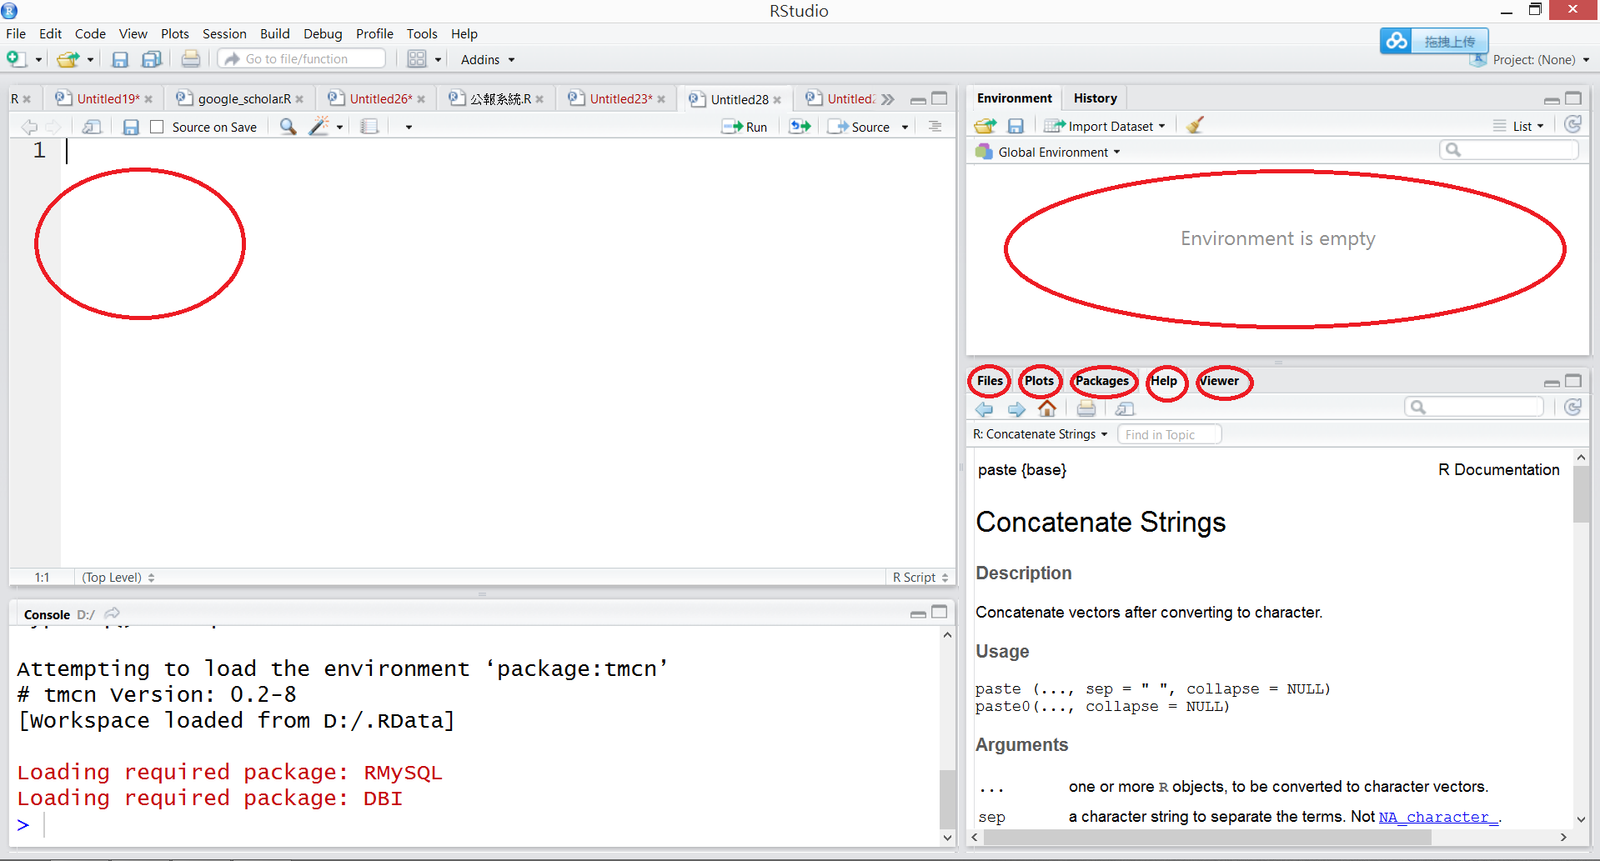 RStudio
File Edit Code View Plots Session Build Debug Profile Tools Help
拖拽上传
Go to file/function Addins Project: (None)
R Untitled19* google_scholar.R Untitled26* 公報系統.R Untitled23* Untitled28 Untitled
Source on Save Run Source
1
1:1 (Top Level) R Script
Console D:/
Attempting to load the environment ‘package:tmcn’
# tmcn Version: 0.2-8
[Workspace loaded from D:/.RData]
Loading required package: RMySQL
Loading required package: DBI
>
Environment History
Import Dataset List
Global Environment
Environment is empty
Files Plots Packages Help Viewer
R: Concatenate Strings Find in Topic
paste {base} R Documentation
Concatenate Strings
Description
Concatenate vectors after converting to character.
Usage
paste (..., sep = " ", collapse = NULL)
paste0(..., collapse = NULL)
Arguments
... one or more R objects, to be converted to character vectors.
sep a character string to separate the terms. Not NA_character_.